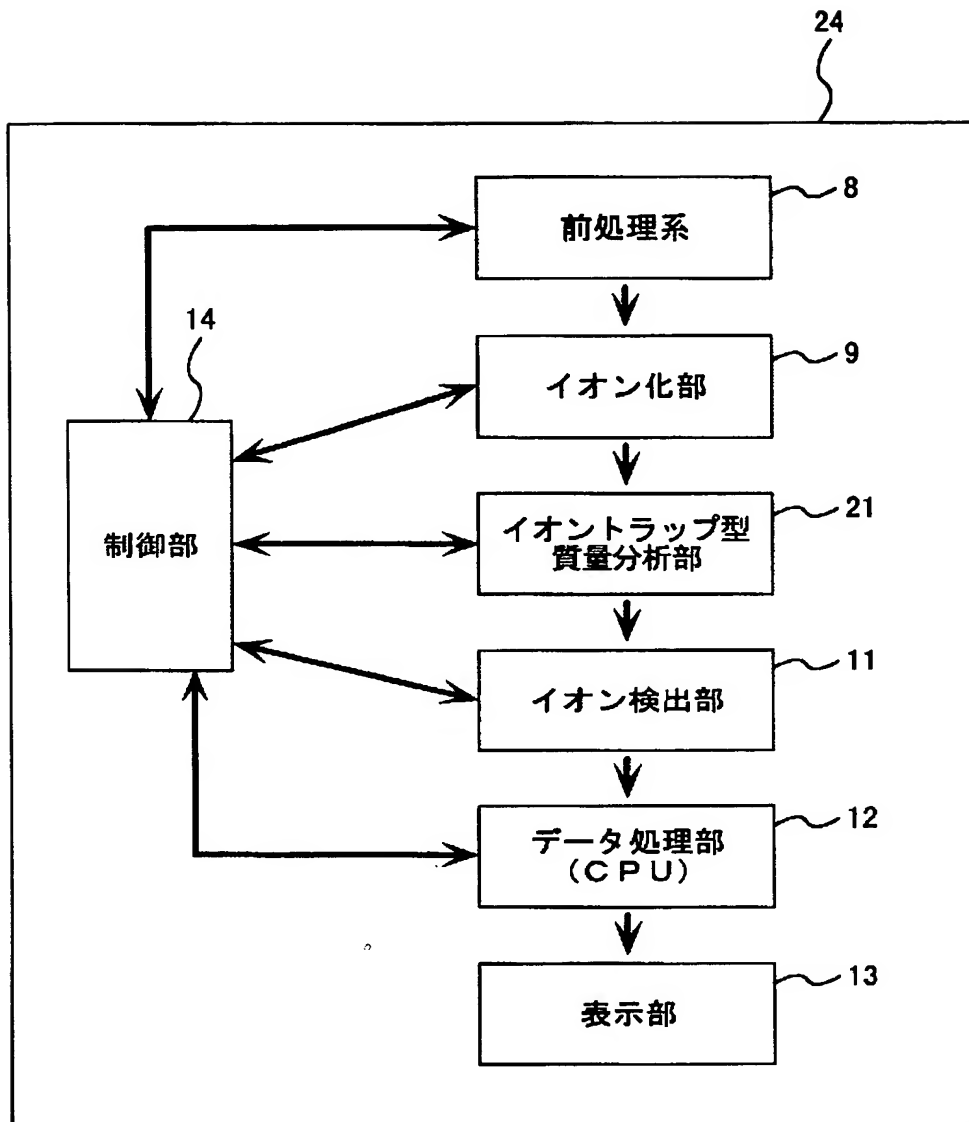 24
8
前処理系
14
9
イオン化部
21
制御部
イオントラップ型
質量分析部
11
イオン検出部
12
データ処理部
(CPU)
13
表示部